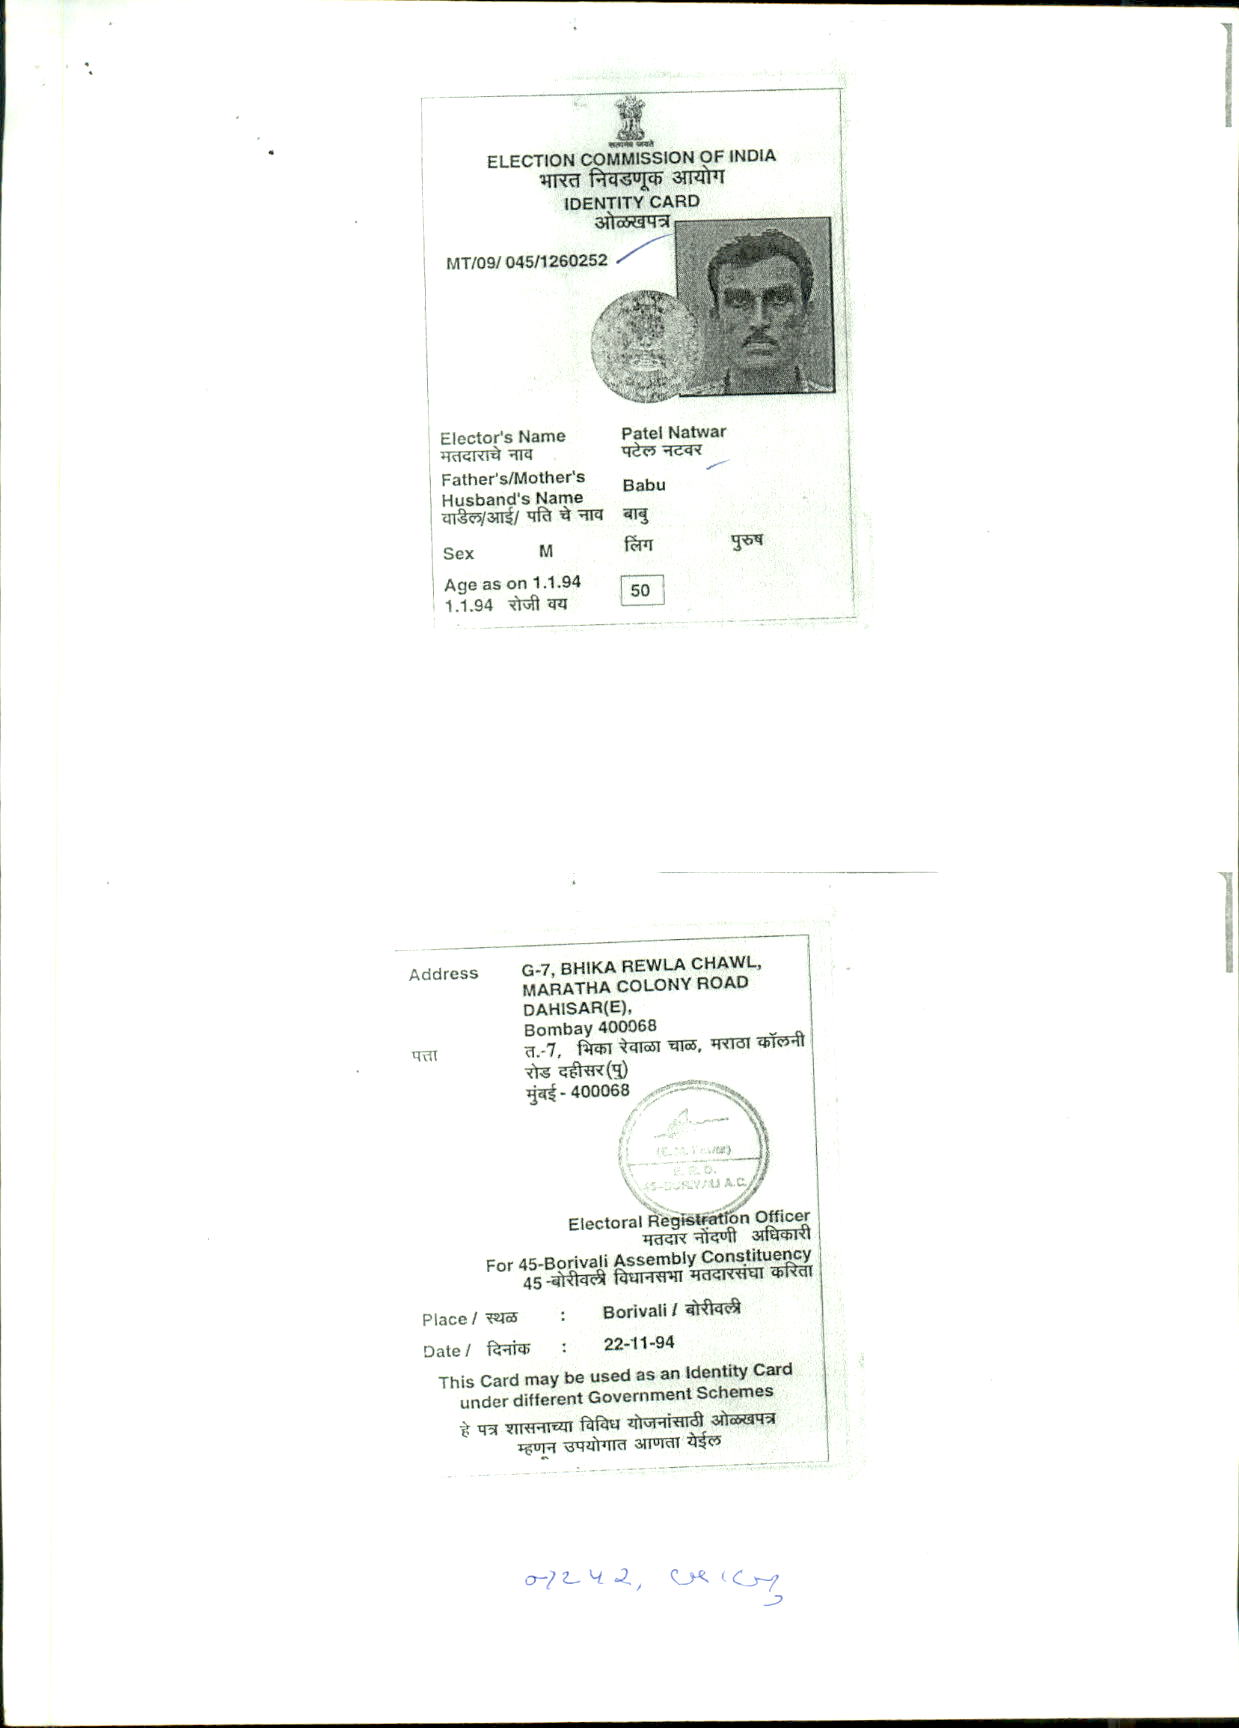 सत्यमेव जयते
ELECTION COMMISSION OF INDIA
भारत निवडणूक आयोग
IDENTITY CARD
ओळखपत्र
MT/09/ 045/1260252
Elector's Name Patel Natwar
मतदाराचे नाव पटेल नटवर
Father's/Mother's
Husband's Name Babu
वाडील/आई/ पति चे नाव बाबु
Sex M लिंग पुरुष
Age as on 1.1.94 50
1.1.94 रोजी वय
Address G-7, BHIKA REWLA CHAWL,
MARATHA COLONY ROAD
DAHISAR(E),
Bombay 400068
पत्ता त.-7, भिका रेवाळा चाळ, मराठा कॉलनी
रोड दहीसर(पु)
मुंबई - 400068
E. R. O.
45-BORIVALI A.C.
Electoral Registration Officer
मतदार नोंदणी अधिकारी
For 45-Borivali Assembly Constituency
45 -बोरीवली विधानसभा मतदारसंघा करिता
Place / स्थळ : Borivali / बोरीवली
Date / दिनांक : 22-11-94
This Card may be used as an Identity Card
under different Government Schemes
हे पत्र शासनाच्या विविध योजनांसाठी ओळखपत्र
म्हणून उपयोगात आणता येईल
નટવર, બાબુ